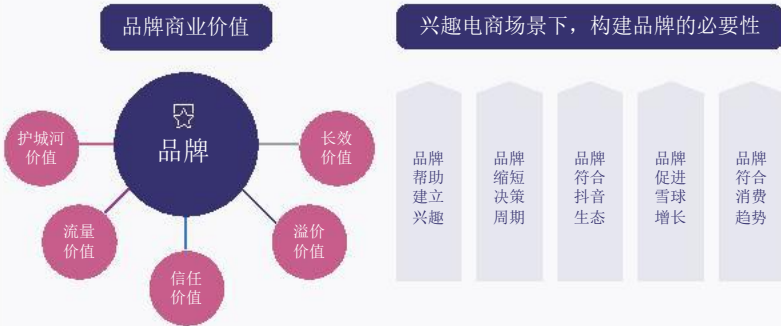 品牌商业价值
品牌
护城河
价值
流量
价值
信任
价值
溢价
价值
长效
价值
兴趣电商场景下，构建品牌的必要性
品牌
帮助
建立
兴趣
品牌
缩短
决策
周期
品牌
符合
抖音
生态
品牌
促进
雪球
增长
品牌
符合
消费
趋势